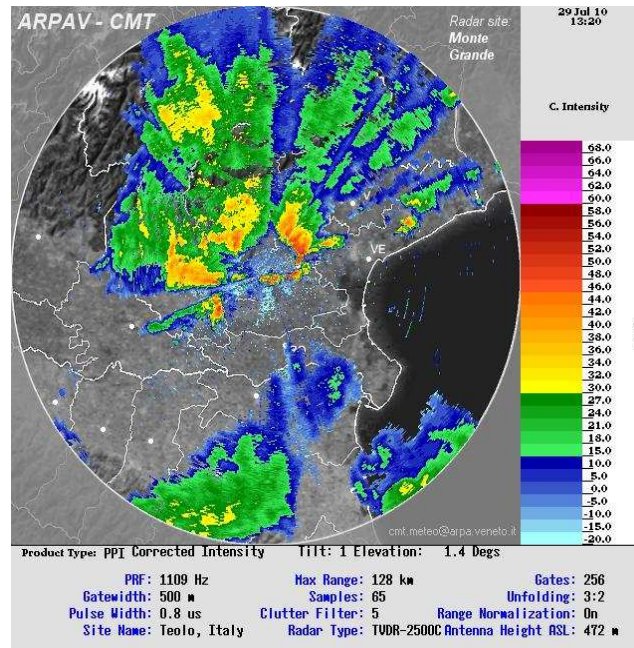 ARPAV - CMT
Radar site:
Monte
Grande
29 Jul 10
13:20
C. Intensity
68.0
66.0
64.0
62.0
60.0
58.0
56.0
54.0
52.0
50.0
48.0
46.0
44.0
42.0
40.0
38.0
36.0
34.0
32.0
30.0
27.0
24.0
21.0
18.0
15.0
10.0
5.0
0.0
-5.0
-10.0
-15.0
-20.0
VE
cmt.meteo@arpa.veneto.it
Product Type: PPI Corrected Intensity Tilt: 1 Elevation: 1.4 Degs
PRF: 1109 Hz Max Range: 128 km Gates: 256
Gatewidth: 500 m Samples: 65 Unfolding: 3:2
Pulse Width: 0.8 us Clutter Filter: 5 Range Normalization: On
Site Name: Teolo, Italy Radar Type: TVDR-2500C Antenna Height ASL: 472 m